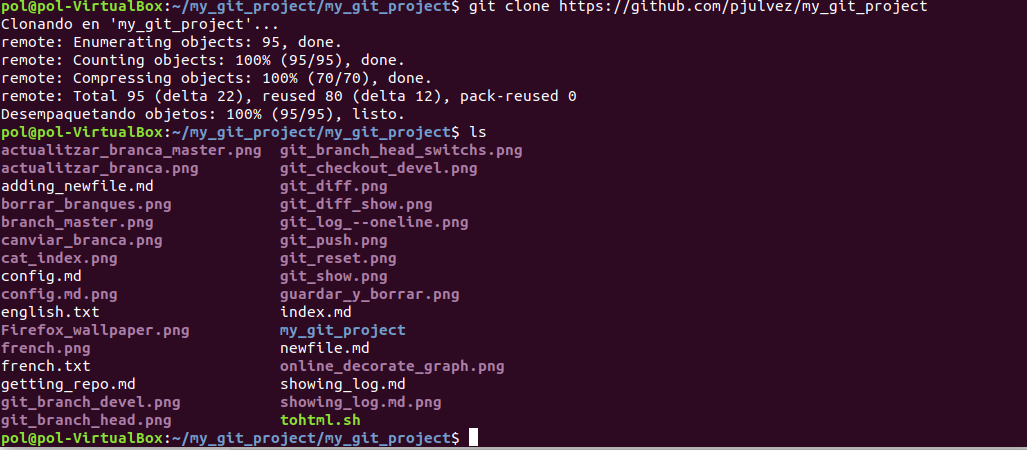 pol@pol-VirtualBox:~/my_git_project/my_git_project$ git clone https://github.com/pjulvez/my_git_project
Clonando en 'my_git_project'...
remote: Enumerating objects: 95, done.
remote: Counting objects: 100% (95/95), done.
remote: Compressing objects: 100% (70/70), done.
remote: Total 95 (delta 22), reused 80 (delta 12), pack-reused 0
Desempaquetando objetos: 100% (95/95), listo.
pol@pol-VirtualBox:~/my_git_project/my_git_project$ ls
actualitzar_branca_master.png  git_branch_head_switchs.png
actualitzar_branca.png         git_checkout_devel.png
adding_newfile.md              git_diff.png
borrar_branques.png            git_diff_show.png
branch_master.png              git_log_--oneline.png
canviar_branca.png             git_push.png
cat_index.png                  git_reset.png
config.md                      git_show.png
config.md.png                  guardar_y_borrar.png
english.txt                    index.md
Firefox_wallpaper.png          my_git_project
french.png                     newfile.md
french.txt                     online_decorate_graph.png
getting_repo.md                showing_log.md
git_branch_devel.png           showing_log.md.png
git_branch_head.png            tohtml.sh
pol@pol-VirtualBox:~/my_git_project/my_git_project$